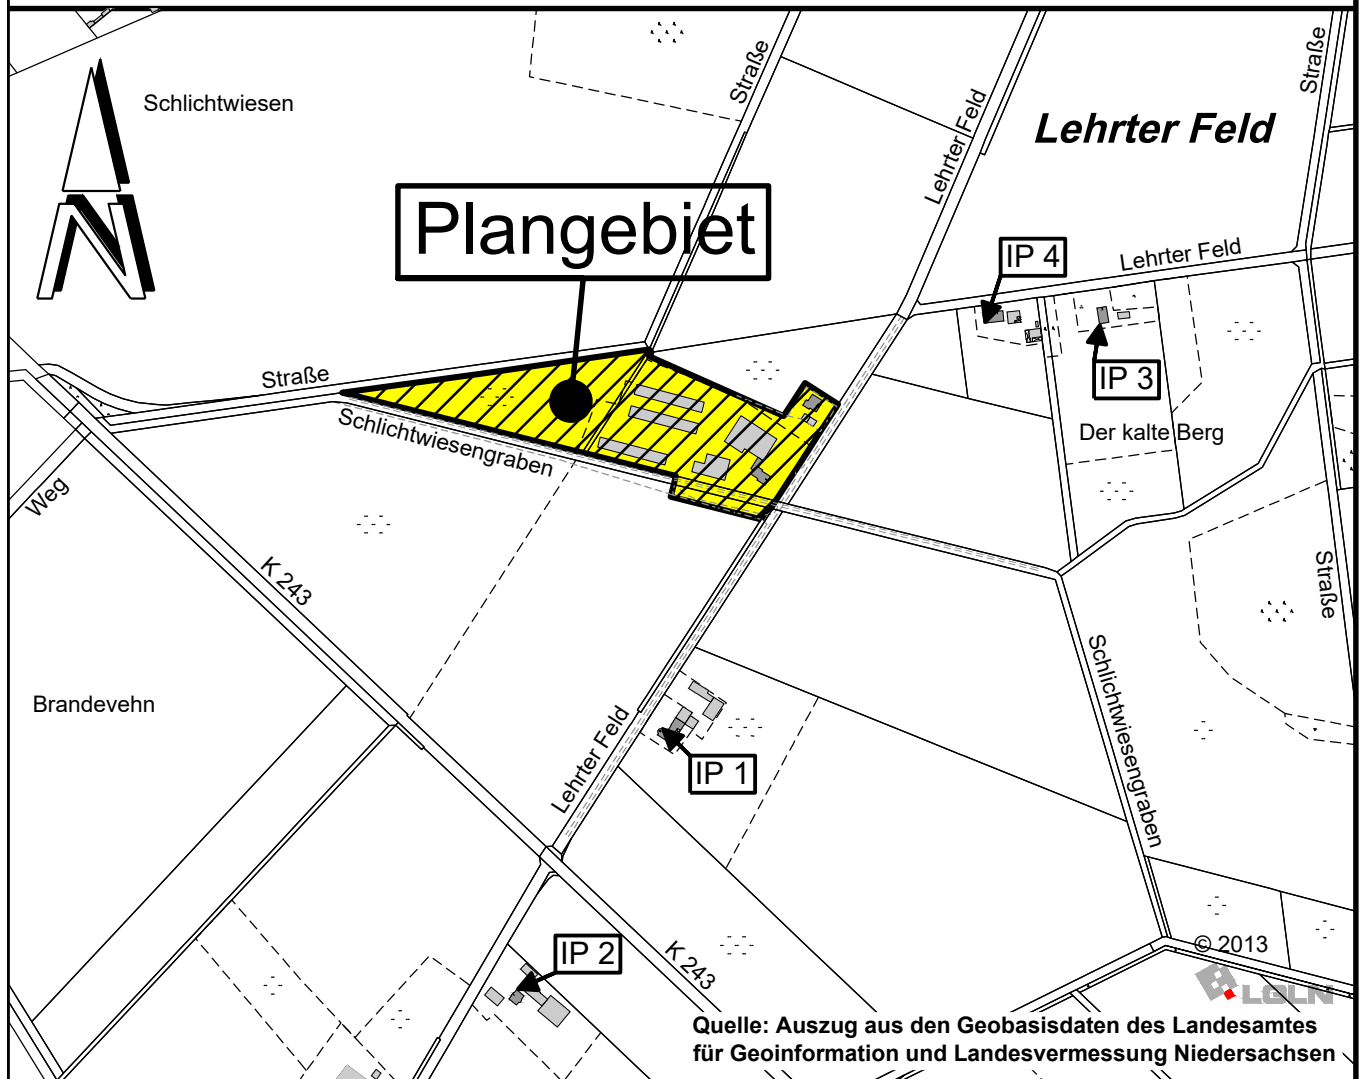 Schlichtwiesen
Straße
Lehrter Feld
Straße
Lehrter Feld
Plangebiet
IP 4
Lehrter Feld
Straße
IP 3
Schlichtwiesengraben
Der kalte Berg
Weg
K 243
Straße
Brandevehn
Schlichtwiesengraben
Lehrter Feld
IP 1
IP 2
K 243
© 2013
LGLN
Quelle: Auszug aus den Geobasisdaten des Landesamtes
für Geoinformation und Landesvermessung Niedersachsen